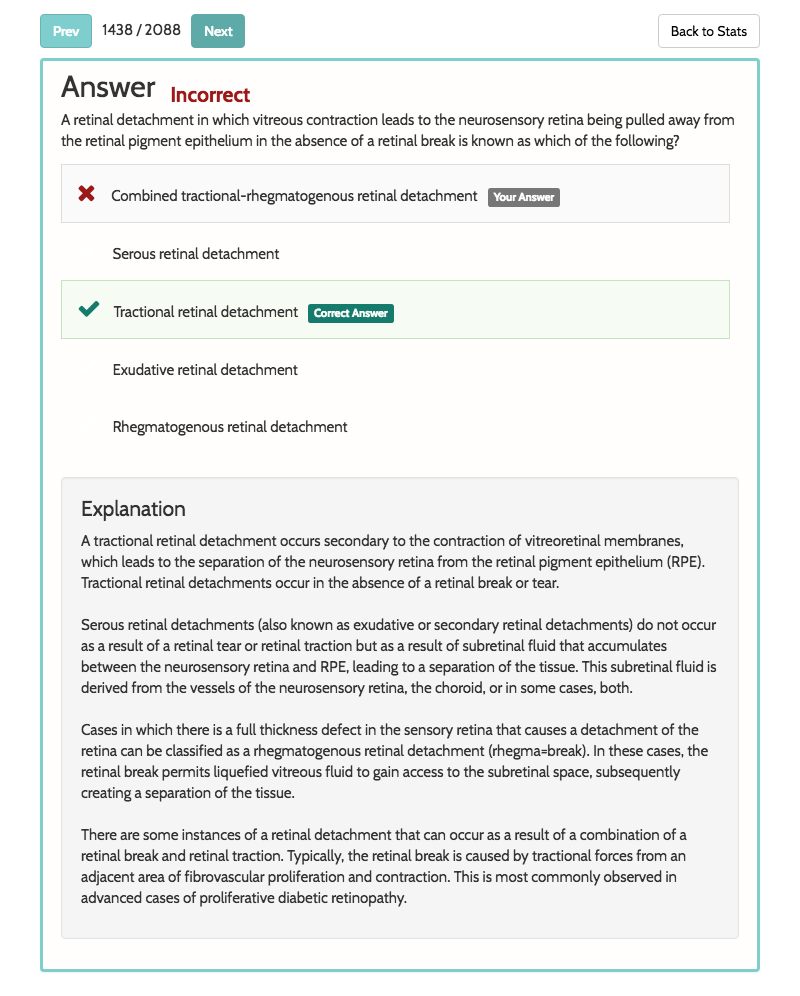 Prev 1438 / 2088 Next Back to Stats
Answer Incorrect
A retinal detachment in which vitreous contraction leads to the neurosensory retina being pulled away from
the retinal pigment epithelium in the absence of a retinal break is known as which of the following?
Combined tractional-rhegmatogenous retinal detachment Your Answer
Serous retinal detachment
Tractional retinal detachment Correct Answer
Exudative retinal detachment
Rhegmatogenous retinal detachment
Explanation
A tractional retinal detachment occurs secondary to the contraction of vitreoretinal membranes,
which leads to the separation of the neurosensory retina from the retinal pigment epithelium (RPE).
Tractional retinal detachments occur in the absence of a retinal break or tear.
Serous retinal detachments (also known as exudative or secondary retinal detachments) do not occur
as a result of a retinal tear or retinal traction but as a result of subretinal fluid that accumulates
between the neurosensory retina and RPE, leading to a separation of the tissue. This subretinal fluid is
derived from the vessels of the neurosensory retina, the choroid, or in some cases, both.
Cases in which there is a full thickness defect in the sensory retina that causes a detachment of the
retina can be classified as a rhegmatogenous retinal detachment (rhegma=break). In these cases, the
retinal break permits liquefied vitreous fluid to gain access to the subretinal space, subsequently
creating a separation of the tissue.
There are some instances of a retinal detachment that can occur as a result of a combination of a
retinal break and retinal traction. Typically, the retinal break is caused by tractional forces from an
adjacent area of fibrovascular proliferation and contraction. This is most commonly observed in
advanced cases of proliferative diabetic retinopathy.